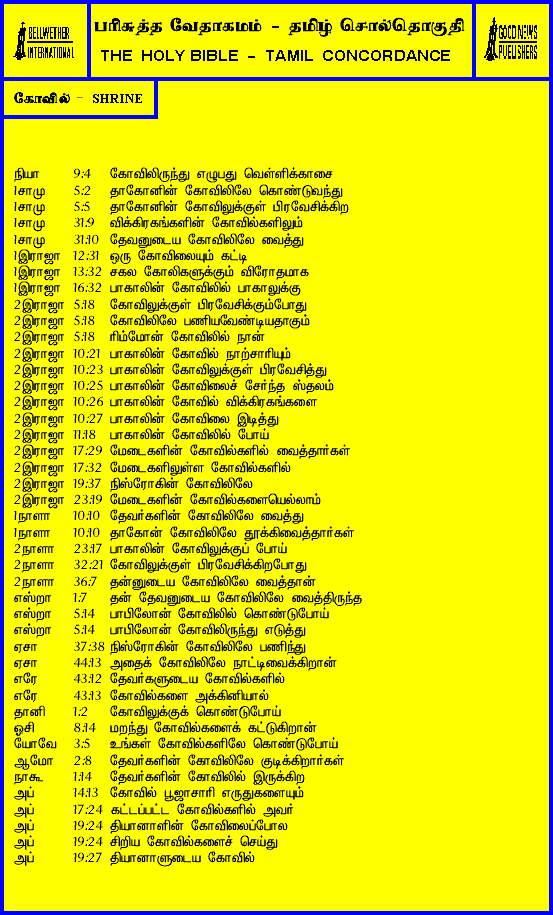 BELLWETHER
INTERNATIONAL
பரிசுத்த வேதாகமம் - தமிழ் சொல்தொகுதி
THE HOLY BIBLE - TAMIL CONCORDANCE
GOOD NEWS
PUBLISHERS
கோவில் - SHRINE
நியா 9:4 கோவிலிருந்து எழுபது வெள்ளிக்காசை
1சாமு 5:2 தாகோனின் கோவிலிலே கொண்டுவந்து
1சாமு 5:5 தாகோனின் கோவிலுக்குள் பிரவேசிக்கிற
1சாமு 31:9 விக்கிரகங்களின் கோவில்களிலும்
1சாமு 31:10 தேவனுடைய கோவிலிலே வைத்து
1இராஜா 12:31 ஒரு கோவிலையும் கட்டி
1இராஜா 13:32 சகல கோவில்களுக்கும் விரோதமாக
1இராஜா 16:32 பாகாலின் கோவிலில் பாகாலுக்கு
2இராஜா 5:18 கோவிலுக்குள் பிரவேசிக்கும்போது
2இராஜா 5:18 கோவிலிலே பணியவேண்டியதாகும்
2இராஜா 5:18 ரிம்மோன் கோவிலில் நான்
2இராஜா 10:21 பாகாலின் கோவில் நாற்சாரியும்
2இராஜா 10:23 பாகாலின் கோவிலுக்குள் பிரவேசித்து
2இராஜா 10:25 பாகாலின் கோவிலைச் சேர்ந்த ஸ்தலம்
2இராஜா 10:26 பாகாலின் கோவில் விக்கிரகங்களை
2இராஜா 10:27 பாகாலின் கோவிலை இடித்து
2இராஜா 11:18 பாகாலின் கோவிலில் போய்
2இராஜா 17:29 மேடைகளின் கோவில்களில் வைத்தார்கள்
2இராஜா 17:32 மேடைகளிலுள்ள கோவில்களில்
2இராஜா 19:37 நிஸ்ரோகின் கோவிலிலே
2இராஜா 23:19 மேடைகளின் கோவில்களையெல்லாம்
1நாளா 10:10 தேவர்களின் கோவிலிலே வைத்து
1நாளா 10:10 தாகோன் கோவிலிலே தூக்கிவைத்தார்கள்
2நாளா 23:17 பாகாலின் கோவிலுக்குப் போய்
2நாளா 32:21 கோவிலுக்குள் பிரவேசிக்கிறபோது
2நாளா 36:7 தன்னுடைய கோவிலிலே வைத்தான்
எஸ்றா 1:7 தன் தேவனுடைய கோவிலிலே வைத்திருந்த
எஸ்றா 5:14 பாபிலோன் கோவிலில் கொண்டுபோய்
எஸ்றா 5:14 பாபிலோன் கோவிலிருந்து எடுத்து
ஏசா 37:38 நிஸ்ரோகின் கோவிலிலே பணிந்து
ஏசா 44:13 அதைக் கோவிலிலே நாட்டிவைக்கிறான்
எரே 43:12 தேவர்களுடைய கோவில்களில்
எரே 43:13 கோவில்களை அக்கினியால்
தானி 1:2 கோவிலுக்குக் கொண்டுபோய்
ஓசி 8:14 மறந்து கோவில்களைக் கட்டுகிறான்
யோவே 3:5 உங்கள் கோவில்களிலே கொண்டுபோய்
ஆமோ 2:8 தேவர்களின் கோவிலிலே குடிக்கிறார்கள்
நாகூ 1:14 தேவர்களின் கோவிலில் இருக்கிற
அப் 14:13 கோவில் பூஜாசாரி எருதுகளையும்
அப் 17:24 கட்டப்பட்ட கோவில்களில் அவர்
அப் 19:24 தியானாளின் கோவிலைப்போல
அப் 19:24 சிறிய கோவில்களைச் செய்து
அப் 19:27 தியானாளுடைய கோவில்